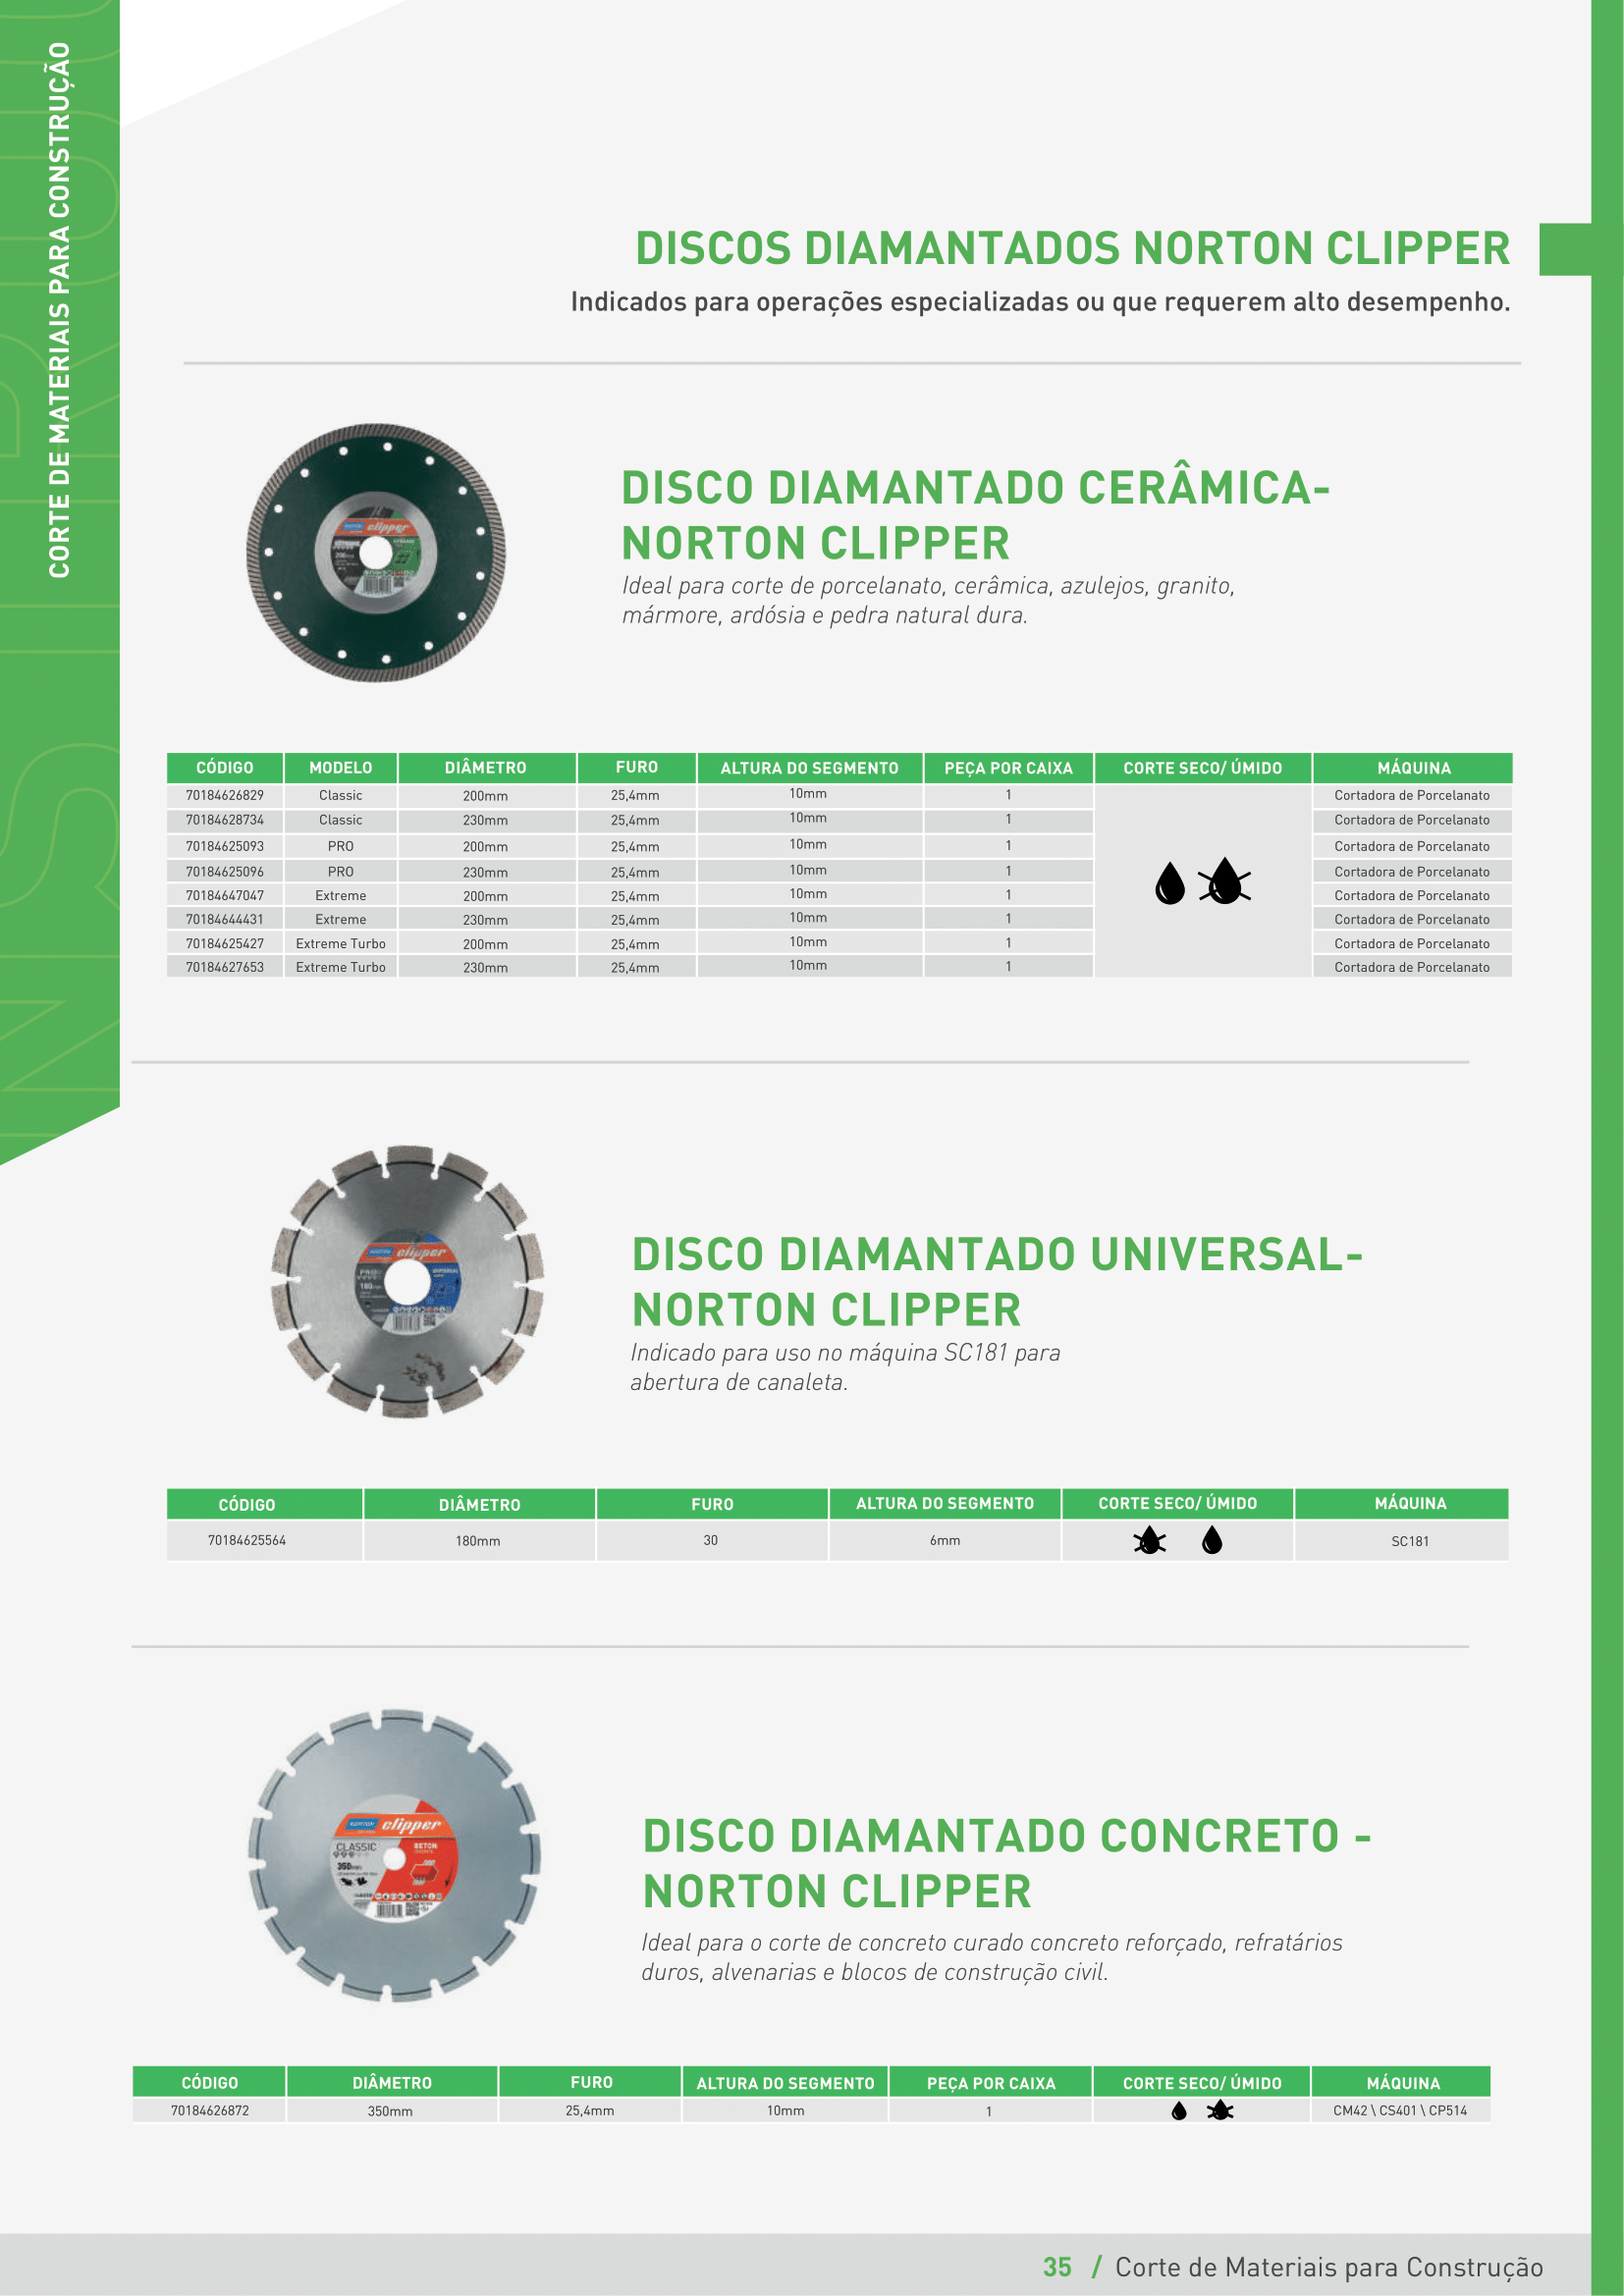 CORTE DE MATERIAIS PARA CONSTRUÇÃO
DISCOS DIAMANTADOS NORTON CLIPPER
Indicados para operações especializadas ou que requerem alto desempenho.
DISCO DIAMANTADO CERÂMICA-
NORTON CLIPPER
Ideal para corte de porcelanato, cerâmica, azulejos, granito,
mármore, ardósia e pedra natural dura.
clipper
CÓDIGO MODELO DIÂMETRO FURO ALTURA DO SEGMENTO PEÇA POR CAIXA CORTE SECO/ ÚMIDO MÁQUINA
70184626829 Classic 200mm 25,4mm 10mm 1 Cortadora de Porcelanato
70184628734 Classic 230mm 25,4mm 10mm 1 Cortadora de Porcelanato
70184625093 PRO 200mm 25,4mm 10mm 1 Cortadora de Porcelanato
70184625096 PRO 230mm 25,4mm 10mm 1 Cortadora de Porcelanato
70184647047 Extreme 200mm 25,4mm 10mm 1 Cortadora de Porcelanato
70184644431 Extreme 230mm 25,4mm 10mm 1 Cortadora de Porcelanato
70184625427 Extreme Turbo 200mm 25,4mm 10mm 1 Cortadora de Porcelanato
70184627653 Extreme Turbo 230mm 25,4mm 10mm 1 Cortadora de Porcelanato
NORTON clipper
PRO
180mm
DISCO DIAMANTADO UNIVERSAL-
NORTON CLIPPER
Indicado para uso no máquina SC181 para
abertura de canaleta.
CÓDIGO DIÂMETRO FURO ALTURA DO SEGMENTO CORTE SECO/ ÚMIDO MÁQUINA
70184625564 180mm 30 6mm SC181
NORTON clipper
CLASSIC BETON
350mm
DISCO DIAMANTADO CONCRETO -
NORTON CLIPPER
Ideal para o corte de concreto curado concreto reforçado, refratários
duros, alvenarias e blocos de construção civil.
CÓDIGO DIÂMETRO FURO ALTURA DO SEGMENTO PEÇA POR CAIXA CORTE SECO/ ÚMIDO MÁQUINA
70184626872 350mm 25,4mm 10mm 1 CM42 \ CS401 \ CP514
35 / Corte de Materiais para Construção